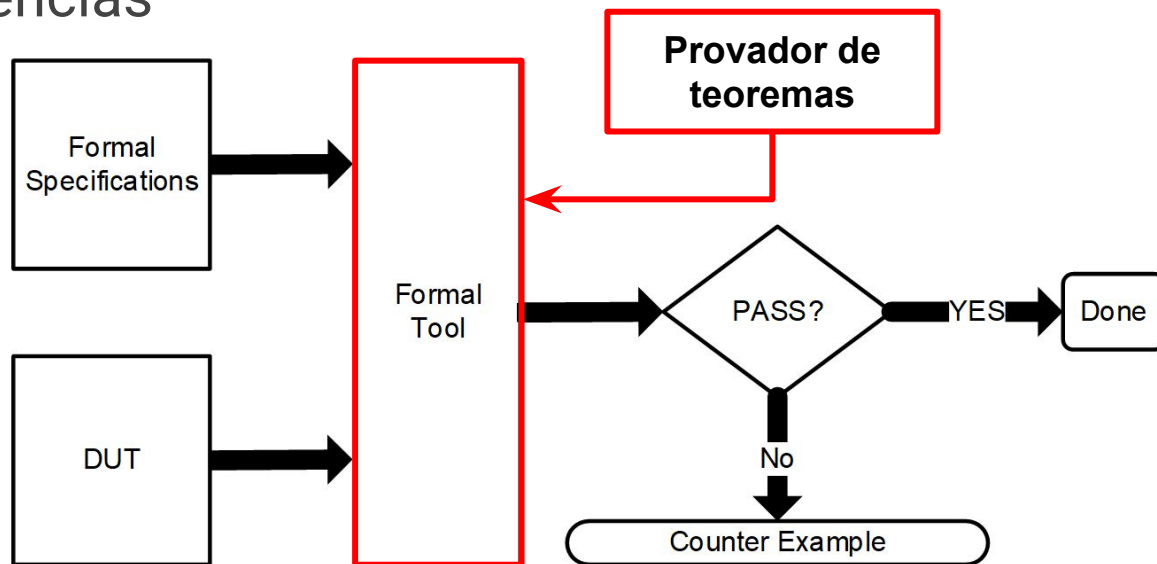 Provador de
teoremas
Formal
Specifications
Formal
Tool
PASS?
YES
Done
DUT
No
Counter Example